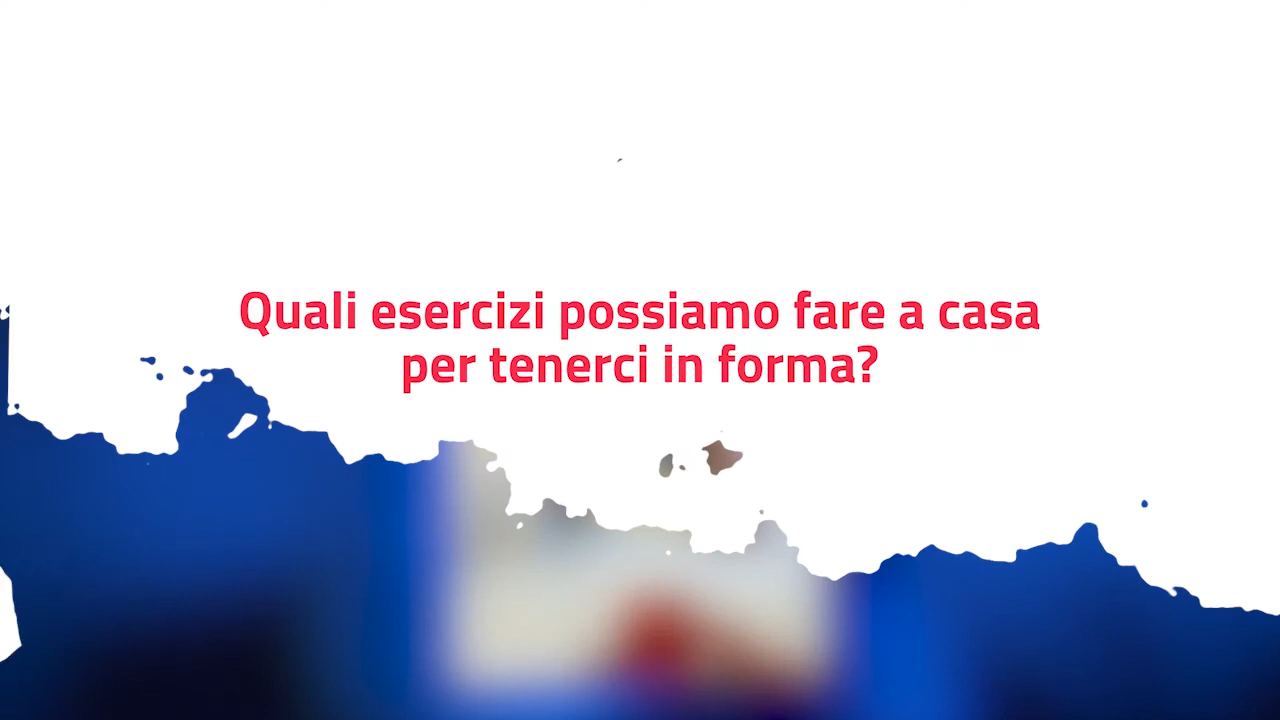 Quali esercizi possiamo fare a casa
per tenerci in forma?